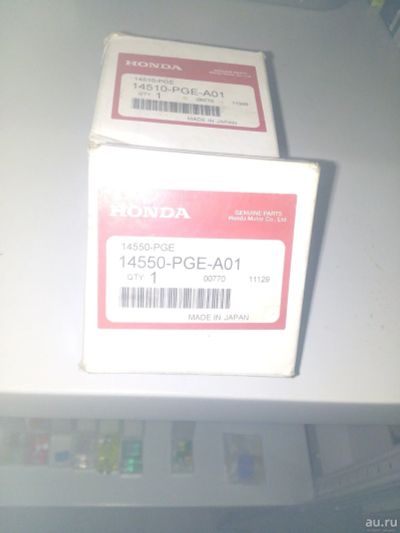 HONDA
14510-PGE
14510-PGE-A01
QTY 1
MADE IN JAPAN
HONDA
GENUINE PARTS
Honda Motor Co., Ltd
14550-PGE
14550-PGE-A01
QTY 1 00770 11129
MADE IN JAPAN
au.ru